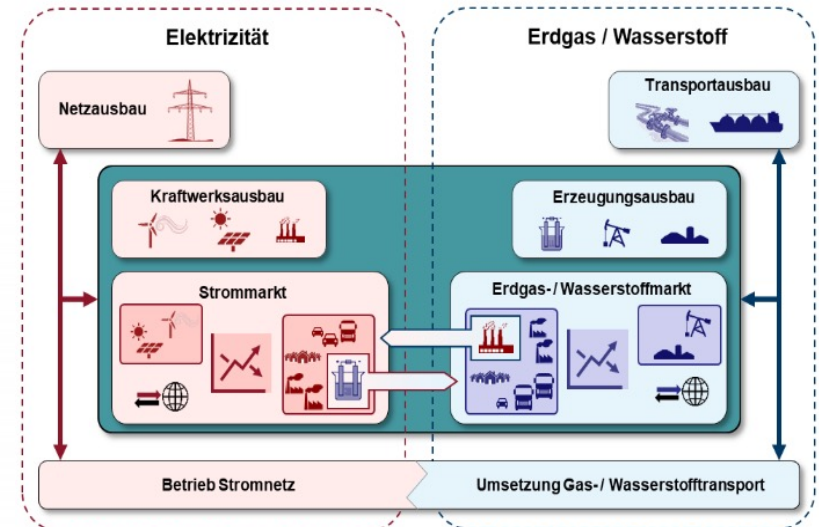 Elektrizität
Erdgas / Wasserstoff
Netzausbau
Transportausbau
Kraftwerksausbau
Erzeugungsausbau
Strommarkt
Erdgas- / Wasserstoffmarkt
Betrieb Stromnetz
Umsetzung Gas- / Wasserstofftransport